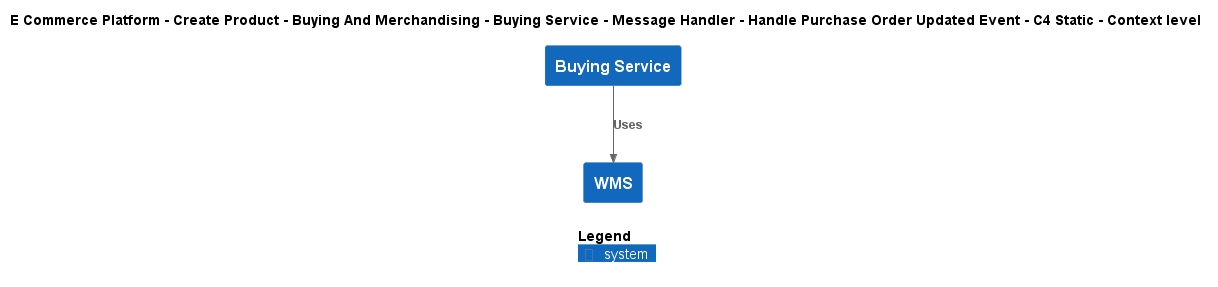 E Commerce Platform - Create Product - Buying And Merchandising - Buying Service - Message Handler - Handle Purchase Order Updated Event - C4 Static - Context level
Buying Service
Uses
WMS
Legend
system